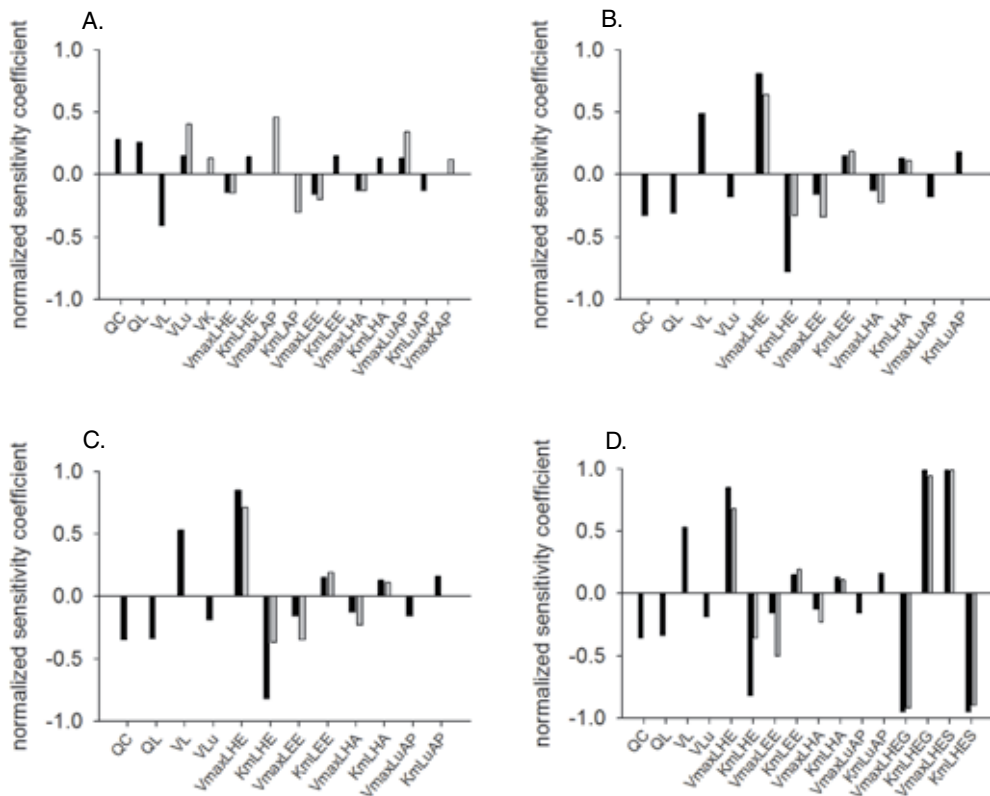 A.
normalized sensitivity coefficient
1.0
0.5
0.0
-0.5
-1.0
QC
QL
VL
VLu
VK
VmaxLHE
KmLHE
VmaxLAP
KmLAP
VmaxLEE
KmLEE
VmaxLHA
KmLHA
VmaxLuAP
KmLuAP
VmaxKAP
B.
normalized sensitivity coefficient
1.0
0.5
0.0
-0.5
-1.0
QC
QL
VL
VLu
VmaxLHE
KmLHE
VmaxLEE
KmLEE
VmaxLHA
KmLHA
VmaxLuAP
KmLuAP
C.
normalized sensitivity coefficient
1.0
0.5
0.0
-0.5
-1.0
QC
QL
VL
VLu
VmaxLHE
KmLHE
VmaxLEE
KmLEE
VmaxLHA
KmLHA
VmaxLuAP
KmLuAP
D.
normalized sensitivity coefficient
1.0
0.5
0.0
-0.5
-1.0
QC
QL
VL
VLu
VmaxLHE
KmLHE
VmaxLEE
KmLEE
VmaxLHA
KmLHA
VmaxLuAP
KmLuAP
VmaxLHEG
KmLHEG
VmaxLHES
KmLHES